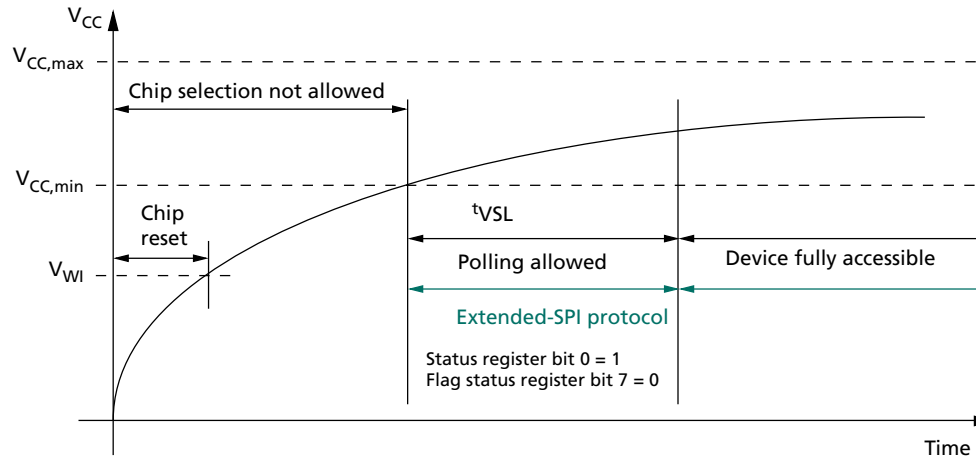 VCC
VCC,max
Chip selection not allowed
VCC,min
Chip
reset
tVSL
VWI
Polling allowed
Device fully accessible
Extended-SPI protocol
Status register bit 0 = 1
Flag status register bit 7 = 0
Time